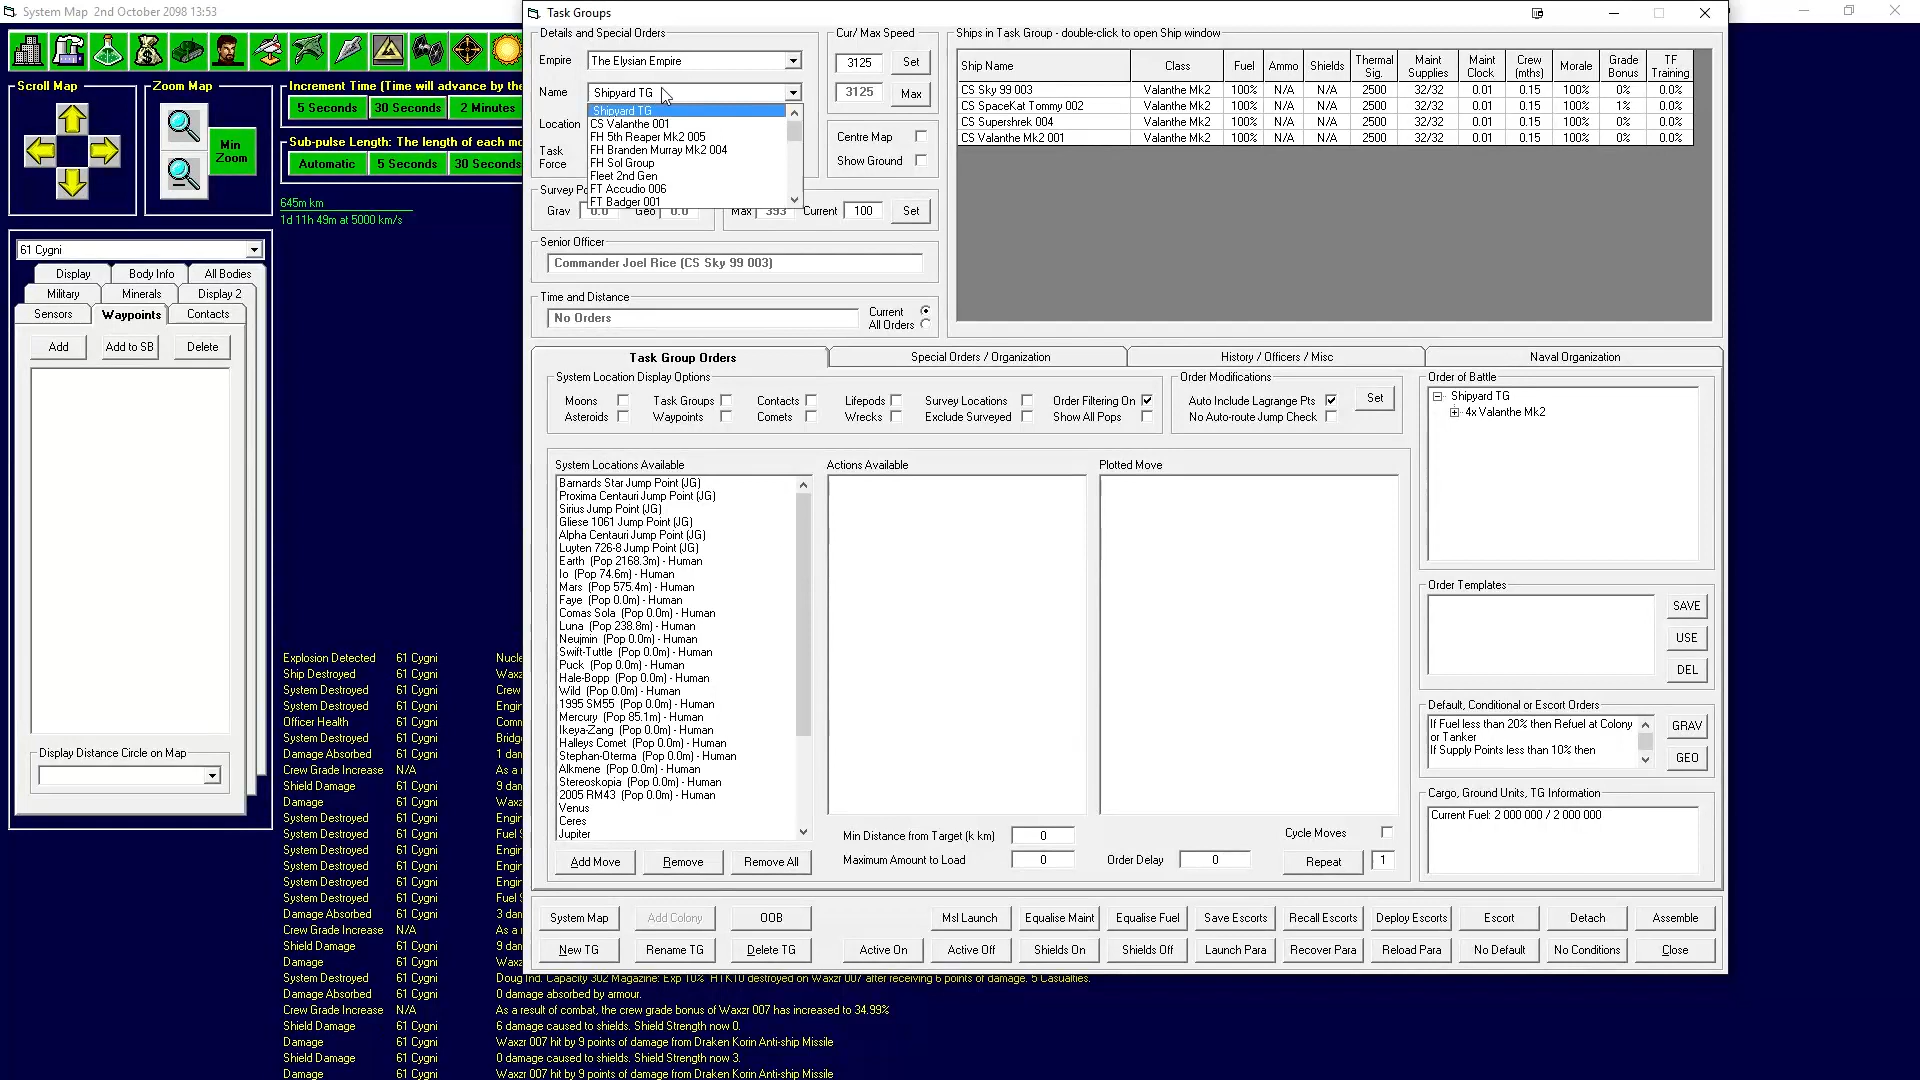 System Map   2nd October 2098 13:53
Scroll Map
Zoom Map
Min Zoom
Increment Time (Time will advance by the
5 Seconds
30 Seconds
2 Minutes
Sub-pulse Length: The length of each mo
Automatic
5 Seconds
30 Seconds
645m km
1d 11h 49m at 5000 km/s
61 Cygni
Display
Body Info
All Bodies
Military
Minerals
Display 2
Sensors
Waypoints
Contacts
Add
Add to SB
Delete
Display Distance Circle on Map
Task Groups
Details and Special Orders
Empire
The Elysian Empire
Name
Shipyard TG
Location
Task Force
Shipyard TG
CS Valanthe 001
FH 5th Reaper Mk2 005
FH Branden Murray Mk2 004
FH Sol Group
Fleet 2nd Gen
FT Accudio 006
FT Badger 001
Cur/ Max Speed
3125
Set
3125
Max
Centre Map
Show Ground
Survey Po
Grav
0.0
Geo
0.0
Max
393
Current
100
Set
Senior Officer
Commander Joel Rice (CS Sky 99 003)
Time and Distance
No Orders
Current
All Orders
Ships in Task Group - double-click to open Ship window
Ship Name	Class	Fuel	Ammo	Shields	Thermal Sig.	Maint Supplies	Maint Clock	Crew (mths)	Morale	Grade Bonus	TF Training
CS Sky 99 003	Valanthe Mk2	100%	N/A	N/A	2500	32/32	0.01	0.15	100%	0%	0.0%
CS SpaceKat Tommy 002	Valanthe Mk2	100%	N/A	N/A	2500	32/32	0.01	0.15	100%	1%	0.0%
CS Supershrek 004	Valanthe Mk2	100%	N/A	N/A	2500	32/32	0.01	0.15	100%	0%	0.0%
CS Valanthe Mk2 001	Valanthe Mk2	100%	N/A	N/A	2500	32/32	0.01	0.15	100%	0%	0.0%
Task Group Orders
Special Orders / Organization
History / Officers / Misc
Naval Organization
System Location Display Options
Moons
Task Groups
Contacts
Lifepods
Survey Locations
Order Filtering On
Asteroids
Waypoints
Comets
Wrecks
Exclude Surveyed
Show All Pops
Order Modifications
Auto Include Lagrange Pts
No Auto-route Jump Check
Set
Order of Battle
Shipyard TG
4x Valanthe Mk2
System Locations Available
Barnards Star Jump Point (JG)
Proxima Centauri Jump Point (JG)
Sirius Jump Point (JG)
Gliese 1061 Jump Point (JG)
Alpha Centauri Jump Point (JG)
Luyten 726-8 Jump Point (JG)
Earth  (Pop 2168.3m) - Human
Io  (Pop 74.6m) - Human
Mars  (Pop 575.4m) - Human
Faye  (Pop 0.0m) - Human
Comas Sola  (Pop 0.0m) - Human
Luna  (Pop 238.8m) - Human
Neujmin  (Pop 0.0m) - Human
Swift-Tuttle  (Pop 0.0m) - Human
Puck  (Pop 0.0m) - Human
Hale-Bopp  (Pop 0.0m) - Human
Wild  (Pop 0.0m) - Human
1995 SM55  (Pop 0.0m) - Human
Mercury  (Pop 85.1m) - Human
Ikeya-Zang  (Pop 0.0m) - Human
Halleys Comet  (Pop 0.0m) - Human
Stephan-Oterma  (Pop 0.0m) - Human
Alkmene  (Pop 0.0m) - Human
Stereoskopia  (Pop 0.0m) - Human
2005 RM43  (Pop 0.0m) - Human
Venus
Ceres
Jupiter
Actions Available
Plotted Move
Min Distance from Target (k km)
0
Maximum Amount to Load
0
Order Delay
0
Cycle Moves
Repeat
1
Add Move
Remove
Remove All
Order Templates
SAVE
USE
DEL
Default, Conditional or Escort Orders
If Fuel less than 20% then Refuel at Colony
or Tanker
If Supply Points less than 10% then
GRAV
GEO
Cargo, Ground Units, TG Information
Current Fuel: 2 000 000 / 2 000 000
System Map
Add Colony
OOB
Msl Launch
Equalise Maint
Equalise Fuel
Save Escorts
Recall Escorts
Deploy Escorts
Escort
Detach
Assemble
New TG
Rename TG
Delete TG
Active On
Active Off
Shields On
Shields Off
Launch Para
Recover Para
Reload Para
No Default
No Conditions
Close
Explosion Detected	61 Cygni	Nucle
Ship Destroyed	61 Cygni	Waxz
System Destroyed	61 Cygni	Crew
System Destroyed	61 Cygni	Engin
Officer Health	61 Cygni	Comm
System Destroyed	61 Cygni	Bridg
Damage Absorbed	61 Cygni	1 dan
Crew Grade Increase	N/A	As a r
Shield Damage	61 Cygni	9 dan
Damage	61 Cygni	Waxz
System Destroyed	61 Cygni	Engin
System Destroyed	61 Cygni	Fuel S
System Destroyed	61 Cygni	Engin
System Destroyed	61 Cygni	Engin
System Destroyed	61 Cygni	Engin
System Destroyed	61 Cygni	Fuel S
Damage Absorbed	61 Cygni	3 dan
Crew Grade Increase	N/A	As a r
Shield Damage	61 Cygni	9 dan
Damage	61 Cygni	Waxz
System Destroyed	61 Cygni	Doug Ind. Capacity 302 Magazine: Exp 10%  HTK10 destroyed on Waxzr 007 after receiving 6 points of damage. 5 Casualties.
Damage Absorbed	61 Cygni	0 damage absorbed by armour.
Crew Grade Increase	N/A	As a result of combat, the crew grade bonus of Waxzr 007 has increased to 34.99%
Shield Damage	61 Cygni	6 damage caused to shields. Shield Strength now 0.
Damage	61 Cygni	Waxzr 007 hit by 9 points of damage from Draken Korin Anti-ship Missile
Shield Damage	61 Cygni	0 damage caused to shields. Shield Strength now 3.
Damage	61 Cygni	Waxzr 007 hit by 9 points of damage from Draken Korin Anti-ship Missile